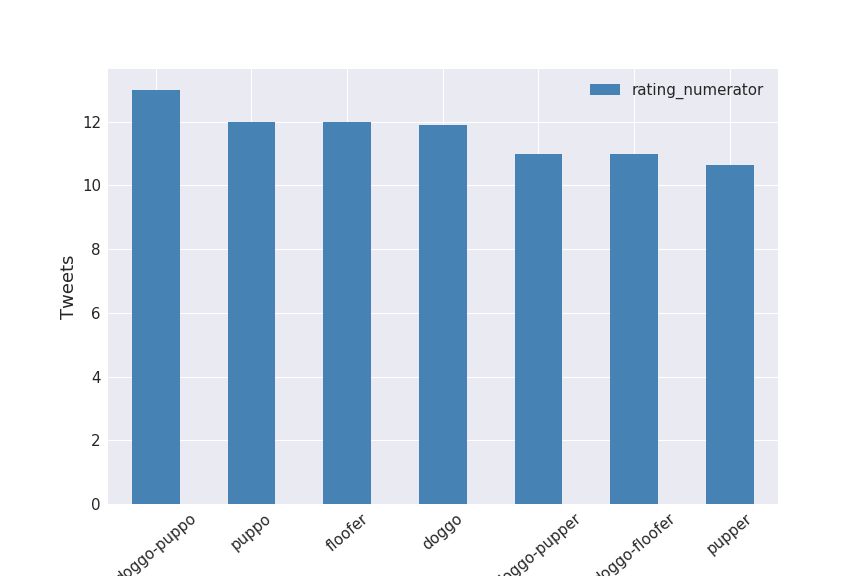 rating_numerator
12
10
8
6
4
2
0
Tweets
doggo-puppo
puppo
floofer
doggo
doggo-pupper
doggo-floofer
pupper